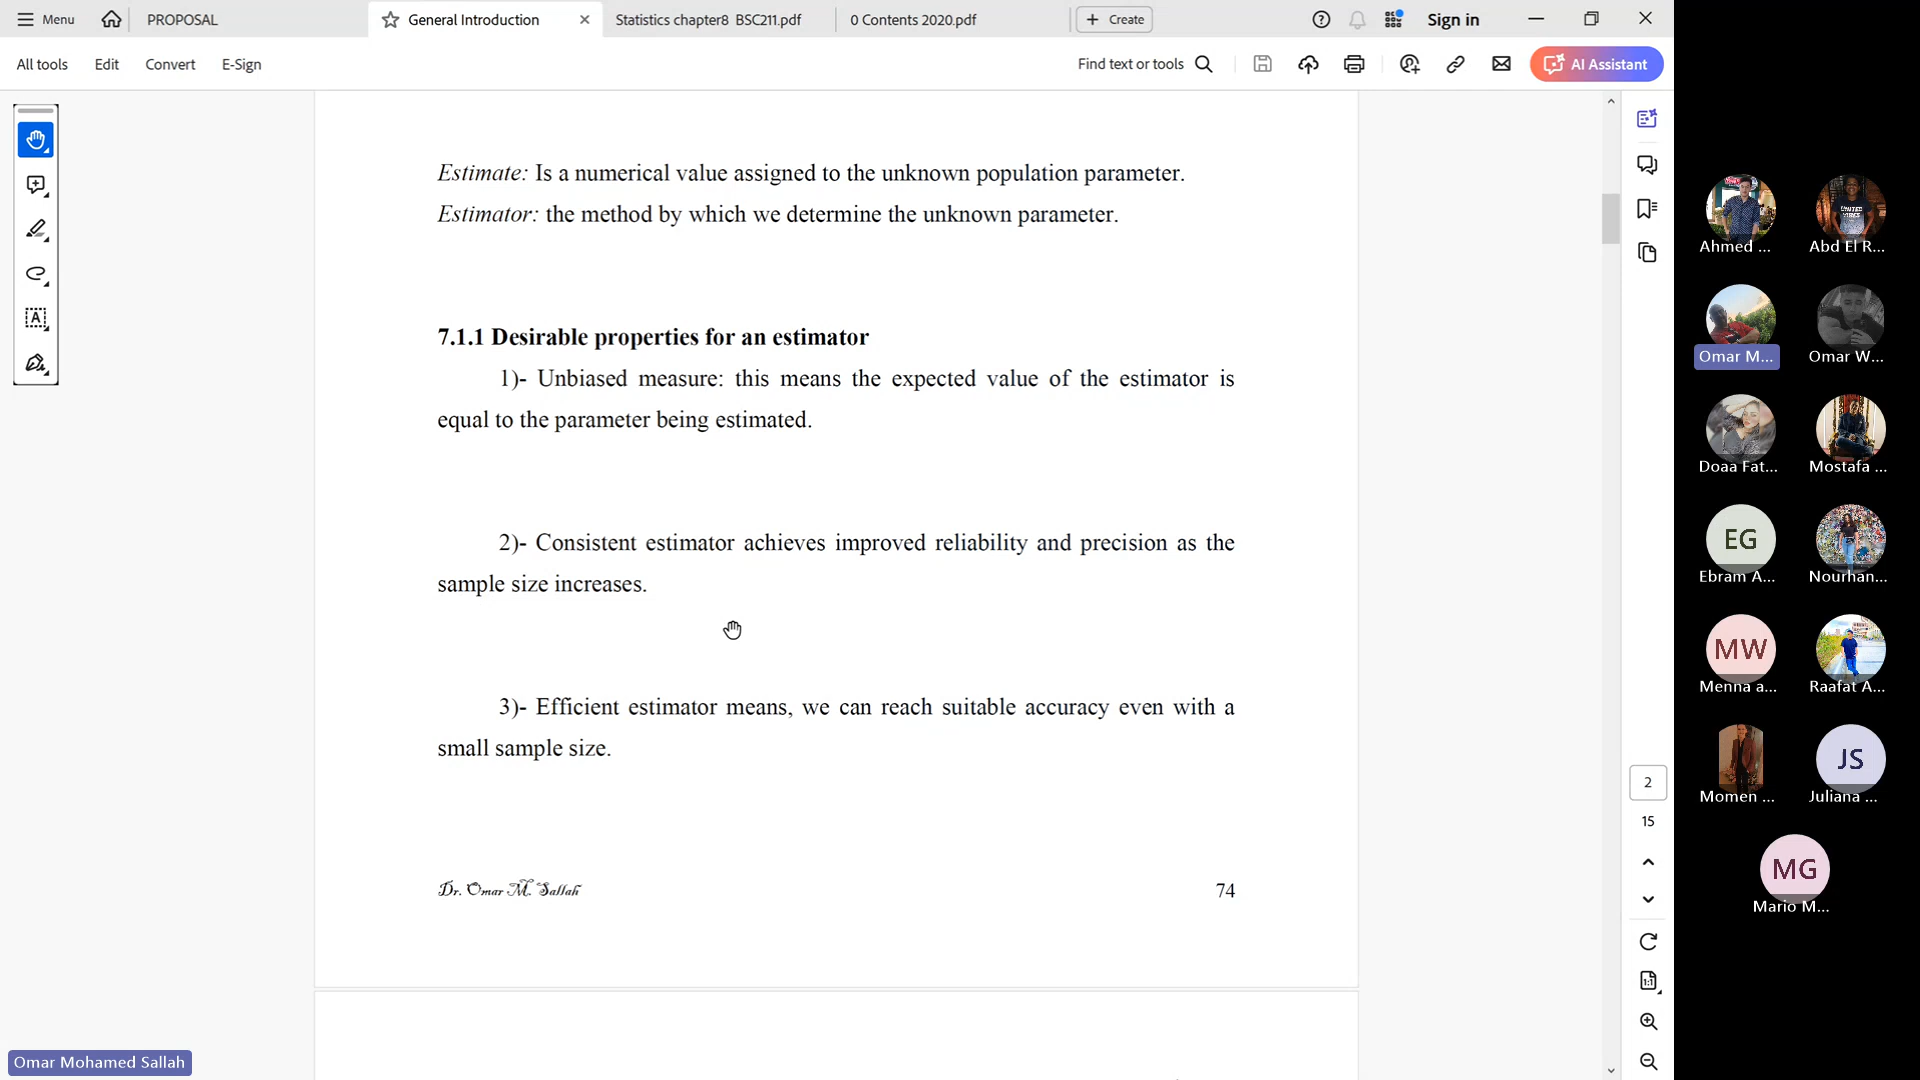 Menu
PROPOSAL
General Introduction
Statistics chapter8 BSC211.pdf
0 Contents 2020.pdf
Create
Sign in
All tools
Edit
Convert
E-Sign
Find text or tools
AI Assistant
Estimate: Is a numerical value assigned to the unknown population parameter.
Estimator: the method by which we determine the unknown parameter.
7.1.1 Desirable properties for an estimator
1)- Unbiased measure: this means the expected value of the estimator is
equal to the parameter being estimated.
2)- Consistent estimator achieves improved reliability and precision as the
sample size increases.
3)- Efficient estimator means, we can reach suitable accuracy even with a
small sample size.
Dr. Omar M. Sallah
74
2
15
Omar Mohamed Sallah
Ahmed ...
Abd El R...
Omar M...
Omar W...
Doaa Fat...
Mostafa ...
EG
Ebram A...
Nourhan...
MW
Menna a...
Raafat A...
Momen ...
JS
Juliana ...
MG
Mario M...